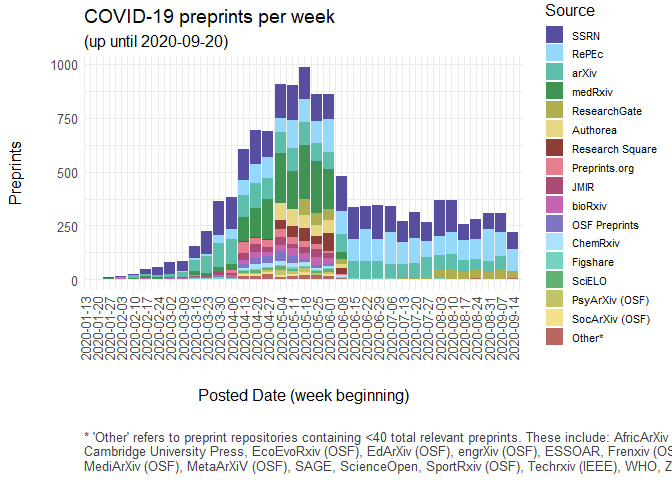 COVID-19 preprints per week
(up until 2020-09-20)
Preprints
1000
750
500
250
0
2020-01-13
2020-01-20
2020-01-27
2020-02-03
2020-02-10
2020-02-17
2020-02-24
2020-03-02
2020-03-09
2020-03-16
2020-03-23
2020-03-30
2020-04-06
2020-04-13
2020-04-20
2020-04-27
2020-05-04
2020-05-11
2020-05-18
2020-05-25
2020-06-01
2020-06-08
2020-06-15
2020-06-22
2020-06-29
2020-07-06
2020-07-13
2020-07-20
2020-07-27
2020-08-03
2020-08-10
2020-08-17
2020-08-24
2020-08-31
2020-09-07
2020-09-14
Posted Date (week beginning)
Source
SSRN
RePEc
arXiv
medRxiv
ResearchGate
Authorea
Research Square
Preprints.org
JMIR
bioRxiv
OSF Preprints
ChemRxiv
Figshare
SciELO
PsyArXiv (OSF)
SocArXiv (OSF)
Other*
* 'Other' refers to preprint repositories containing <40 total relevant preprints. These include: AfricArXiv
Cambridge University Press, EcoEvoRxiv (OSF), EdArXiv (OSF), engrXiv (OSF), ESSOAR, Frenxiv (OS
MediArXiv (OSF), MetaArXiV (OSF), SAGE, ScienceOpen, SportRxiv (OSF), Techrxiv (IEEE), WHO, Z